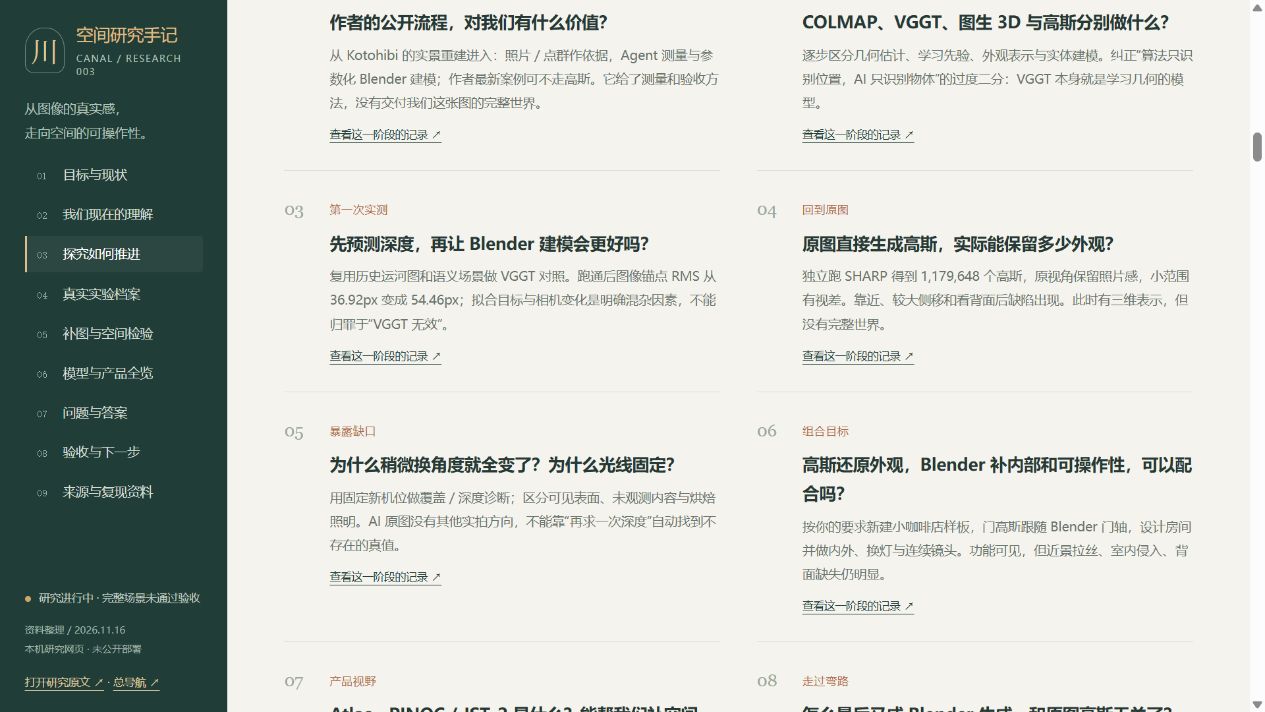 川
空间研究手记
CANAL / RESEARCH
003
从图像的真实感，
走向空间的可操作性。
01 目标与现状
02 我们现在的理解
03 探究如何推进
04 真实实验档案
05 补图与空间检验
06 模型与产品全览
07 问题与答案
08 验收与下一步
09 来源与复现资料
研究进行中 · 完整场景未通过验收
资料整理 / 2026.11.16
本机研究网页 · 未公开部署
打开研究原文 ↗ · 总导航 ↗
作者的公开流程，对我们有什么价值？
从 Kotohibi 的实景重建进入：照片 / 点群作依据，Agent 测量与参
数化 Blender 建模；作者最新案例可不走高斯。它给了测量和验收方
法，没有交付我们这张图的完整世界。
查看这一阶段的记录 ↗
COLMAP、VGGT、图生 3D 与高斯分别做什么？
逐步区分几何估计、学习先验、外观表示与实体建模。纠正“算法只识
别位置，AI 只识别物体”的过度二分：VGGT 本身就是学习几何的模
型。
查看这一阶段的记录 ↗
03 第一次实测
先预测深度，再让 Blender 建模会更好吗？
复用历史运河图和语义场景做 VGGT 对照。跑通后图像锚点 RMS 从
36.92px 变成 54.46px；拟合目标与相机变化是明确混杂因素，不能
归罪于“VGGT 无效”。
查看这一阶段的记录 ↗
04 回到原图
原图直接生成高斯，实际能保留多少外观？
独立跑 SHARP 得到 1,179,648 个高斯，原视角保留照片感，小范围
有视差。靠近、较大侧移和看背面后缺陷出现。此时有三维表示，但
没有完整世界。
查看这一阶段的记录 ↗
05 暴露缺口
为什么稍微换角度就全变了？为什么光线固定？
用固定新机位做覆盖 / 深度诊断；区分可见表面、未观测内容与烘焙
照明。AI 原图没有其他实拍方向，不能靠“再求一次深度”自动找到不
存在的真值。
查看这一阶段的记录 ↗
06 组合目标
高斯还原外观，Blender 补内部和可操作性，可以配
合吗？
按你的要求新建小咖啡店样板，门高斯跟随 Blender 门轴，设计房间
并做内外、换灯与连续镜头。功能可见，但近景拉丝、室内侵入、背
面缺失仍明显。
查看这一阶段的记录 ↗
07 产品视野
08 走过弯路